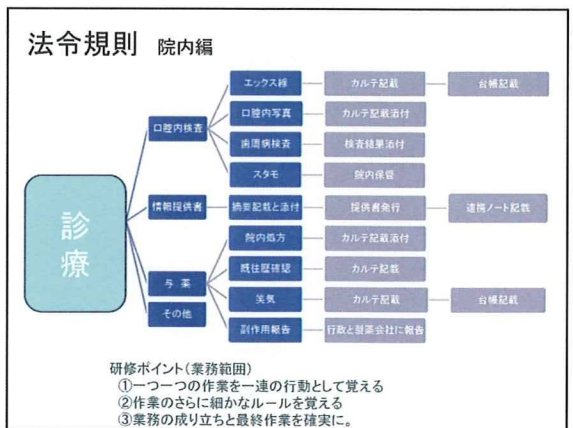 法令規則 院内編
エックス線 カルテ記載 台帳記載
口腔内写真 カルテ記載添付
口腔内検査
歯周病検査 検査結果添付
スタモ 院内保管
情報提供書 摘要記載と添付 提供書発行 連携ノート記載
診療
院内処方 カルテ記載添付
既往歴確認 カルテ記載
与薬
笑気 カルテ記載 台帳記載
その他
副作用報告 行政と製薬会社に報告
研修ポイント(業務範囲)
①一つ一つの作業を一連の行動として覚える
②作業のさらに細かなルールを覚える
③業務の成り立ちと最終作業を確実に。